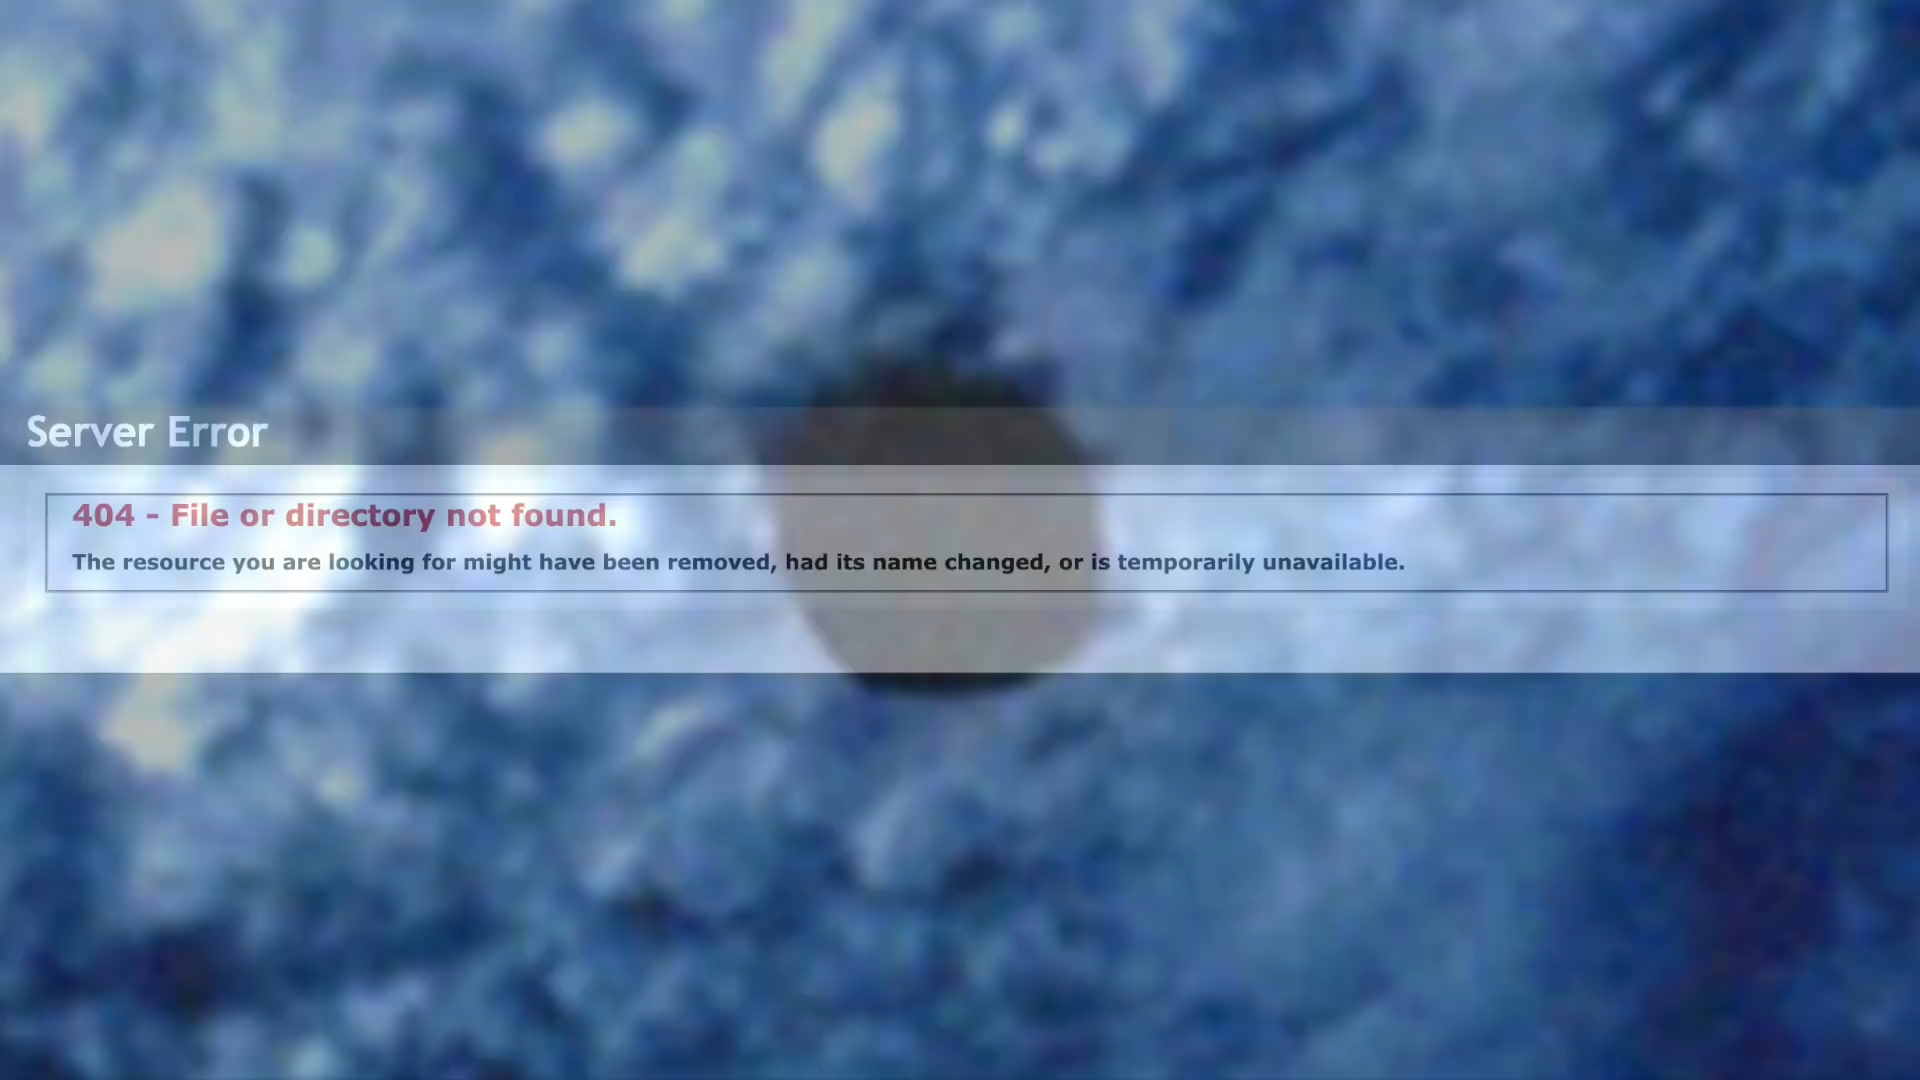 Server Error
404 - File or directory not found.
The resource you are looking for might have been removed, had its name changed, or is temporarily unavailable.